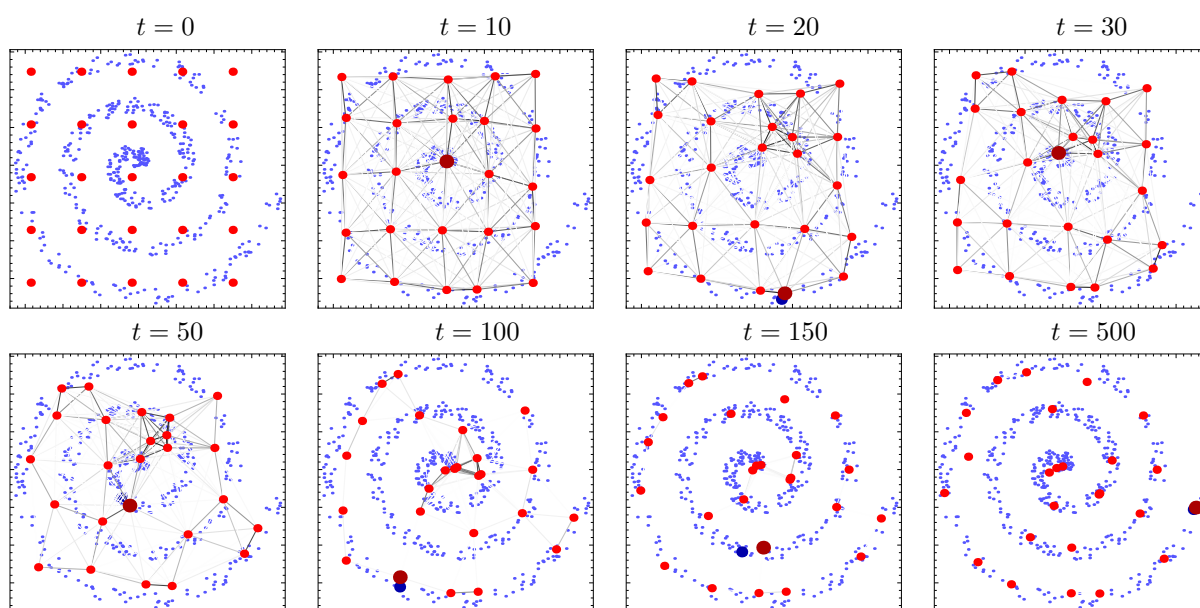 t = 0
t = 10
t = 20
t = 30
t = 50
t = 100
t = 150
t = 500